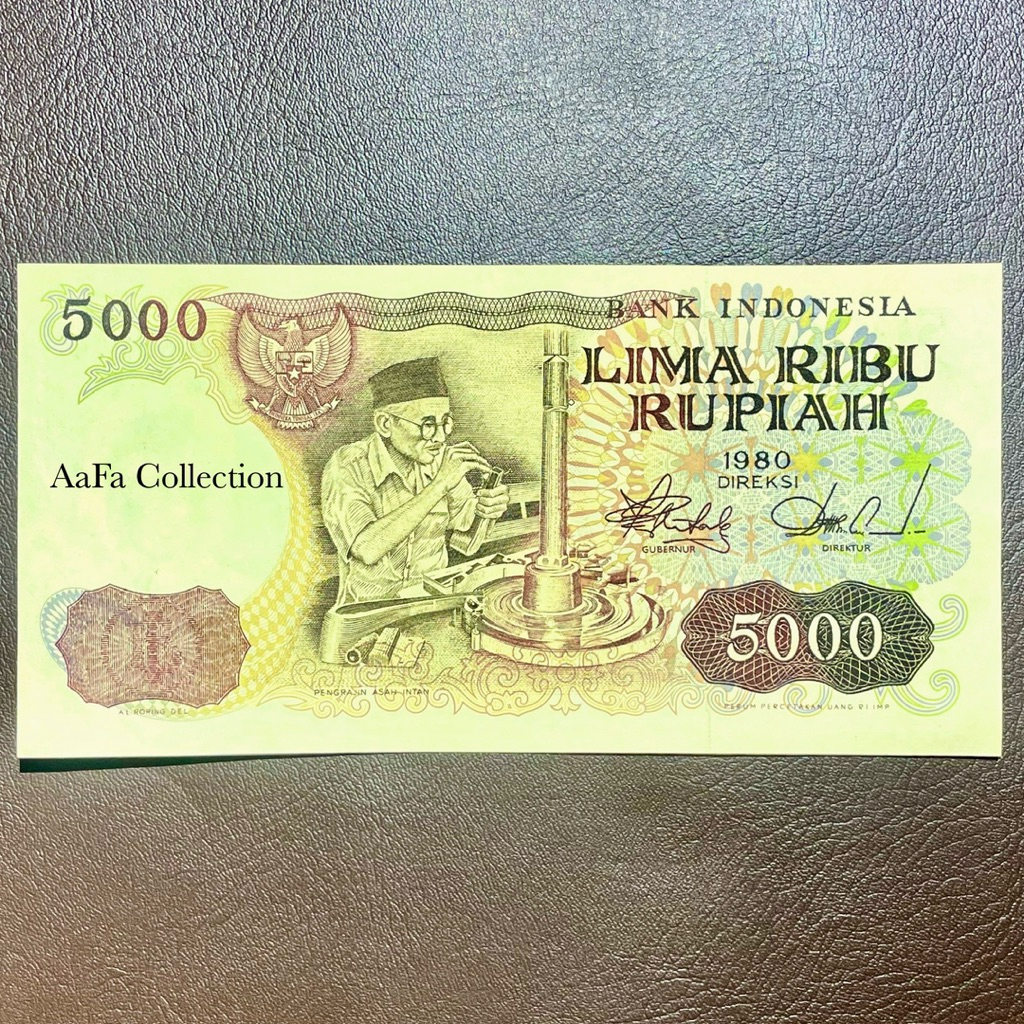 5000
BANK INDONESIA
LIMA RIBU
RUPIAH
AaFa Collection
1980
DIREKSI
GUBERNUR
DIREKTUR
5000
PENGRAJIN ASAH INTAN
PERUM PERCETAKAN UANG RI IMP